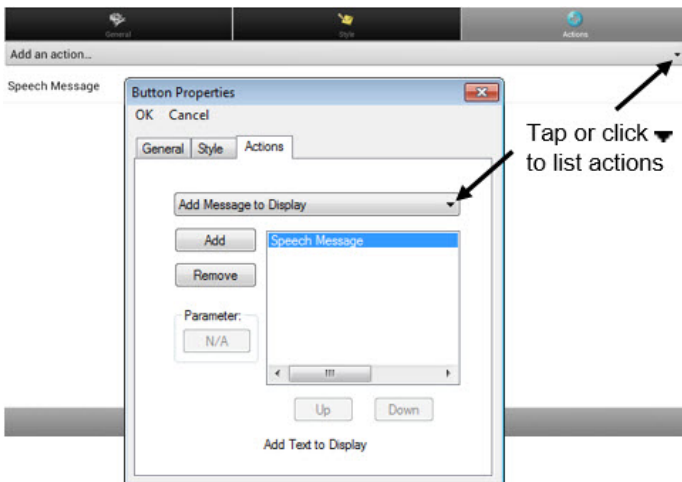 General
Style
Actions
Add an action...
Speech Message
Button Properties
OK Cancel
General Style Actions
Add Message to Display
Add
Speech Message
Remove
Parameter:
N/A
Up Down
Add Text to Display
Tap or click
to list actions